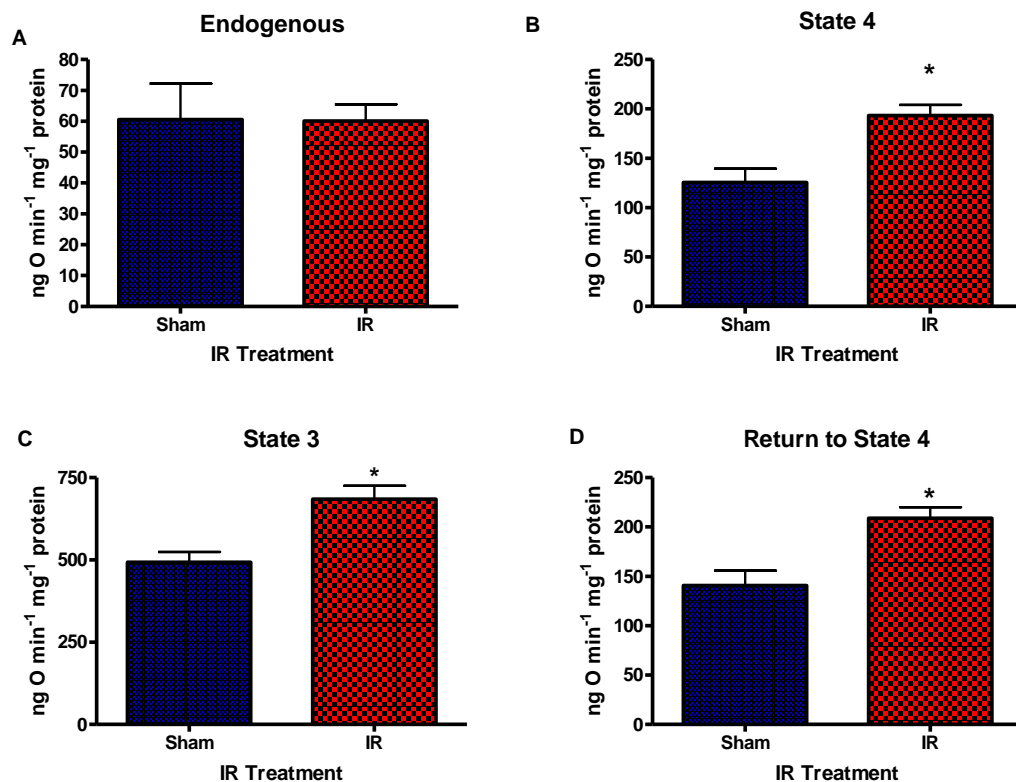 A
Endogenous
ng O min⁻¹ mg⁻¹ protein
80
70
60
50
40
30
20
10
0
Sham
IR
IR Treatment
B
State 4
ng O min⁻¹ mg⁻¹ protein
250
200
150
100
50
0
*
Sham
IR
IR Treatment
C
State 3
ng O min⁻¹ mg⁻¹ protein
750
500
250
0
*
Sham
IR
IR Treatment
D
Return to State 4
ng O min⁻¹ mg⁻¹ protein
250
200
150
100
50
0
*
Sham
IR
IR Treatment